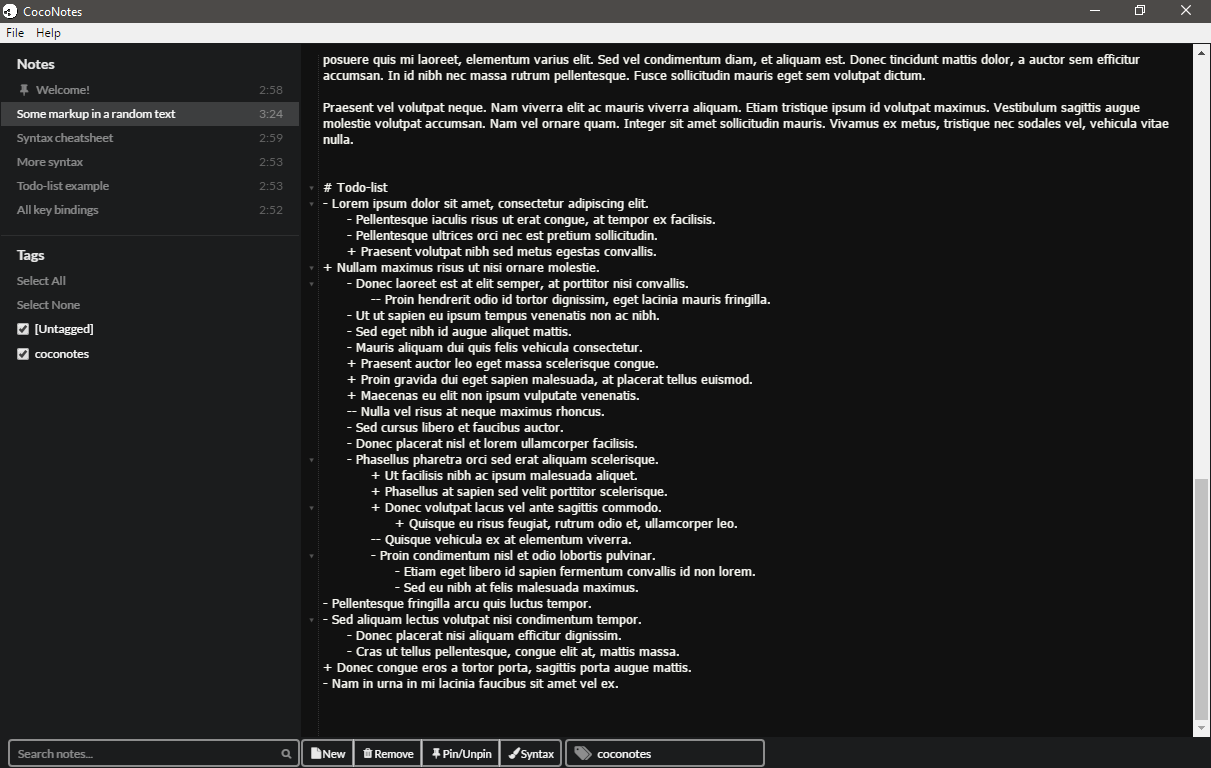 CocoNotes
File Help
Notes
Welcome! 2:58
Some markup in a random text 3:24
Syntax cheatsheet 2:59
More syntax 2:53
Todo-list example 2:53
All key bindings 2:52
Tags
Select All
Select None
[Untagged]
coconotes
posuere quis mi laoreet, elementum varius elit. Sed vel condimentum diam, et aliquam est. Donec tincidunt mattis dolor, a auctor sem efficitur
accumsan. In id nibh nec massa rutrum pellentesque. Fusce sollicitudin mauris eget sem volutpat dictum.
Praesent vel volutpat neque. Nam viverra elit ac mauris viverra aliquam. Etiam tristique ipsum id volutpat maximus. Vestibulum sagittis augue
molestie volutpat accumsan. Nam vel ornare quam. Integer sit amet sollicitudin mauris. Vivamus ex metus, tristique nec sodales vel, vehicula vitae
nulla.
# Todo-list
- Lorem ipsum dolor sit amet, consectetur adipiscing elit.
- Pellentesque iaculis risus ut erat congue, at tempor ex facilisis.
- Pellentesque ultrices orci nec est pretium sollicitudin.
+ Praesent volutpat nibh sed metus egestas convallis.
+ Nullam maximus risus ut nisi ornare molestie.
- Donec laoreet est at elit semper, at porttitor nisi convallis.
-- Proin hendrerit odio id tortor dignissim, eget lacinia mauris fringilla.
- Ut ut sapien eu ipsum tempus venenatis non ac nibh.
- Sed eget nibh id augue aliquet mattis.
- Mauris aliquam dui quis felis vehicula consectetur.
+ Praesent auctor leo eget massa scelerisque congue.
+ Proin gravida dui eget sapien malesuada, at placerat tellus euismod.
+ Maecenas eu elit non ipsum vulputate venenatis.
-- Nulla vel risus at neque maximus rhoncus.
- Sed cursus libero et faucibus auctor.
- Donec placerat nisl et lorem ullamcorper facilisis.
- Phasellus pharetra orci sed erat aliquam scelerisque.
+ Ut facilisis nibh ac ipsum malesuada aliquet.
+ Phasellus at sapien sed velit porttitor scelerisque.
+ Donec volutpat lacus vel ante sagittis commodo.
+ Quisque eu risus feugiat, rutrum odio et, ullamcorper leo.
-- Quisque vehicula ex at elementum viverra.
- Proin condimentum nisl et odio lobortis pulvinar.
- Etiam eget libero id sapien fermentum convallis id non lorem.
- Sed eu nibh at felis malesuada maximus.
- Pellentesque fringilla arcu quis luctus tempor.
- Sed aliquam lectus volutpat nisi condimentum tempor.
- Donec placerat nisi aliquam efficitur dignissim.
- Cras ut tellus pellentesque, congue elit at, mattis massa.
+ Donec congue eros a tortor porta, sagittis porta augue mattis.
- Nam in urna in mi lacinia faucibus sit amet vel ex.
Search notes... New Remove Pin/Unpin Syntax coconotes